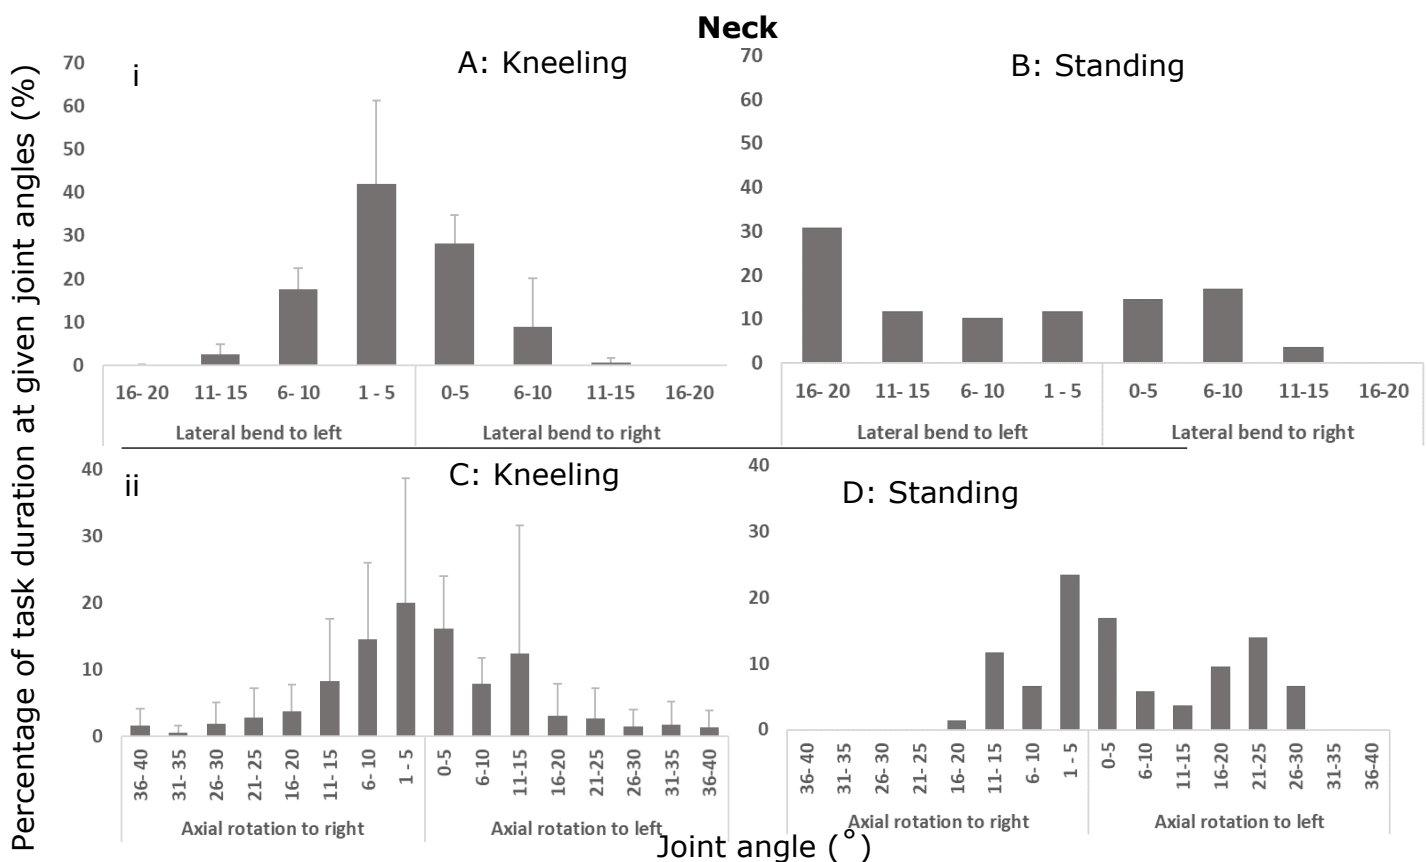 Neck
Percentage of task duration at given joint angles (%)
i
A: Kneeling
70
60
50
40
30
20
10
0
16- 20 11- 15 6- 10 1 - 5 0-5 6-10 11-15 16-20
Lateral bend to left Lateral bend to right
B: Standing
70
60
50
40
30
20
10
0
16- 20 11- 15 6- 10 1 - 5 0-5 6-10 11-15 16-20
Lateral bend to left Lateral bend to right
ii
C: Kneeling
40
30
20
10
0
36- 40 31- 35 26- 30 21- 25 16- 20 11- 15 6- 10 1 - 5 0-5 6-10 11-15 16-20 21-25 26-30 31-35 36-40
Axial rotation to right Axial rotation to left
D: Standing
40
30
20
10
0
36- 40 31- 35 26- 30 21- 25 16- 20 11- 15 6- 10 1 - 5 0-5 6-10 11-15 16-20 21-25 26-30 31-35 36-40
Axial rotation to right Axial rotation to left
Joint angle (˚)